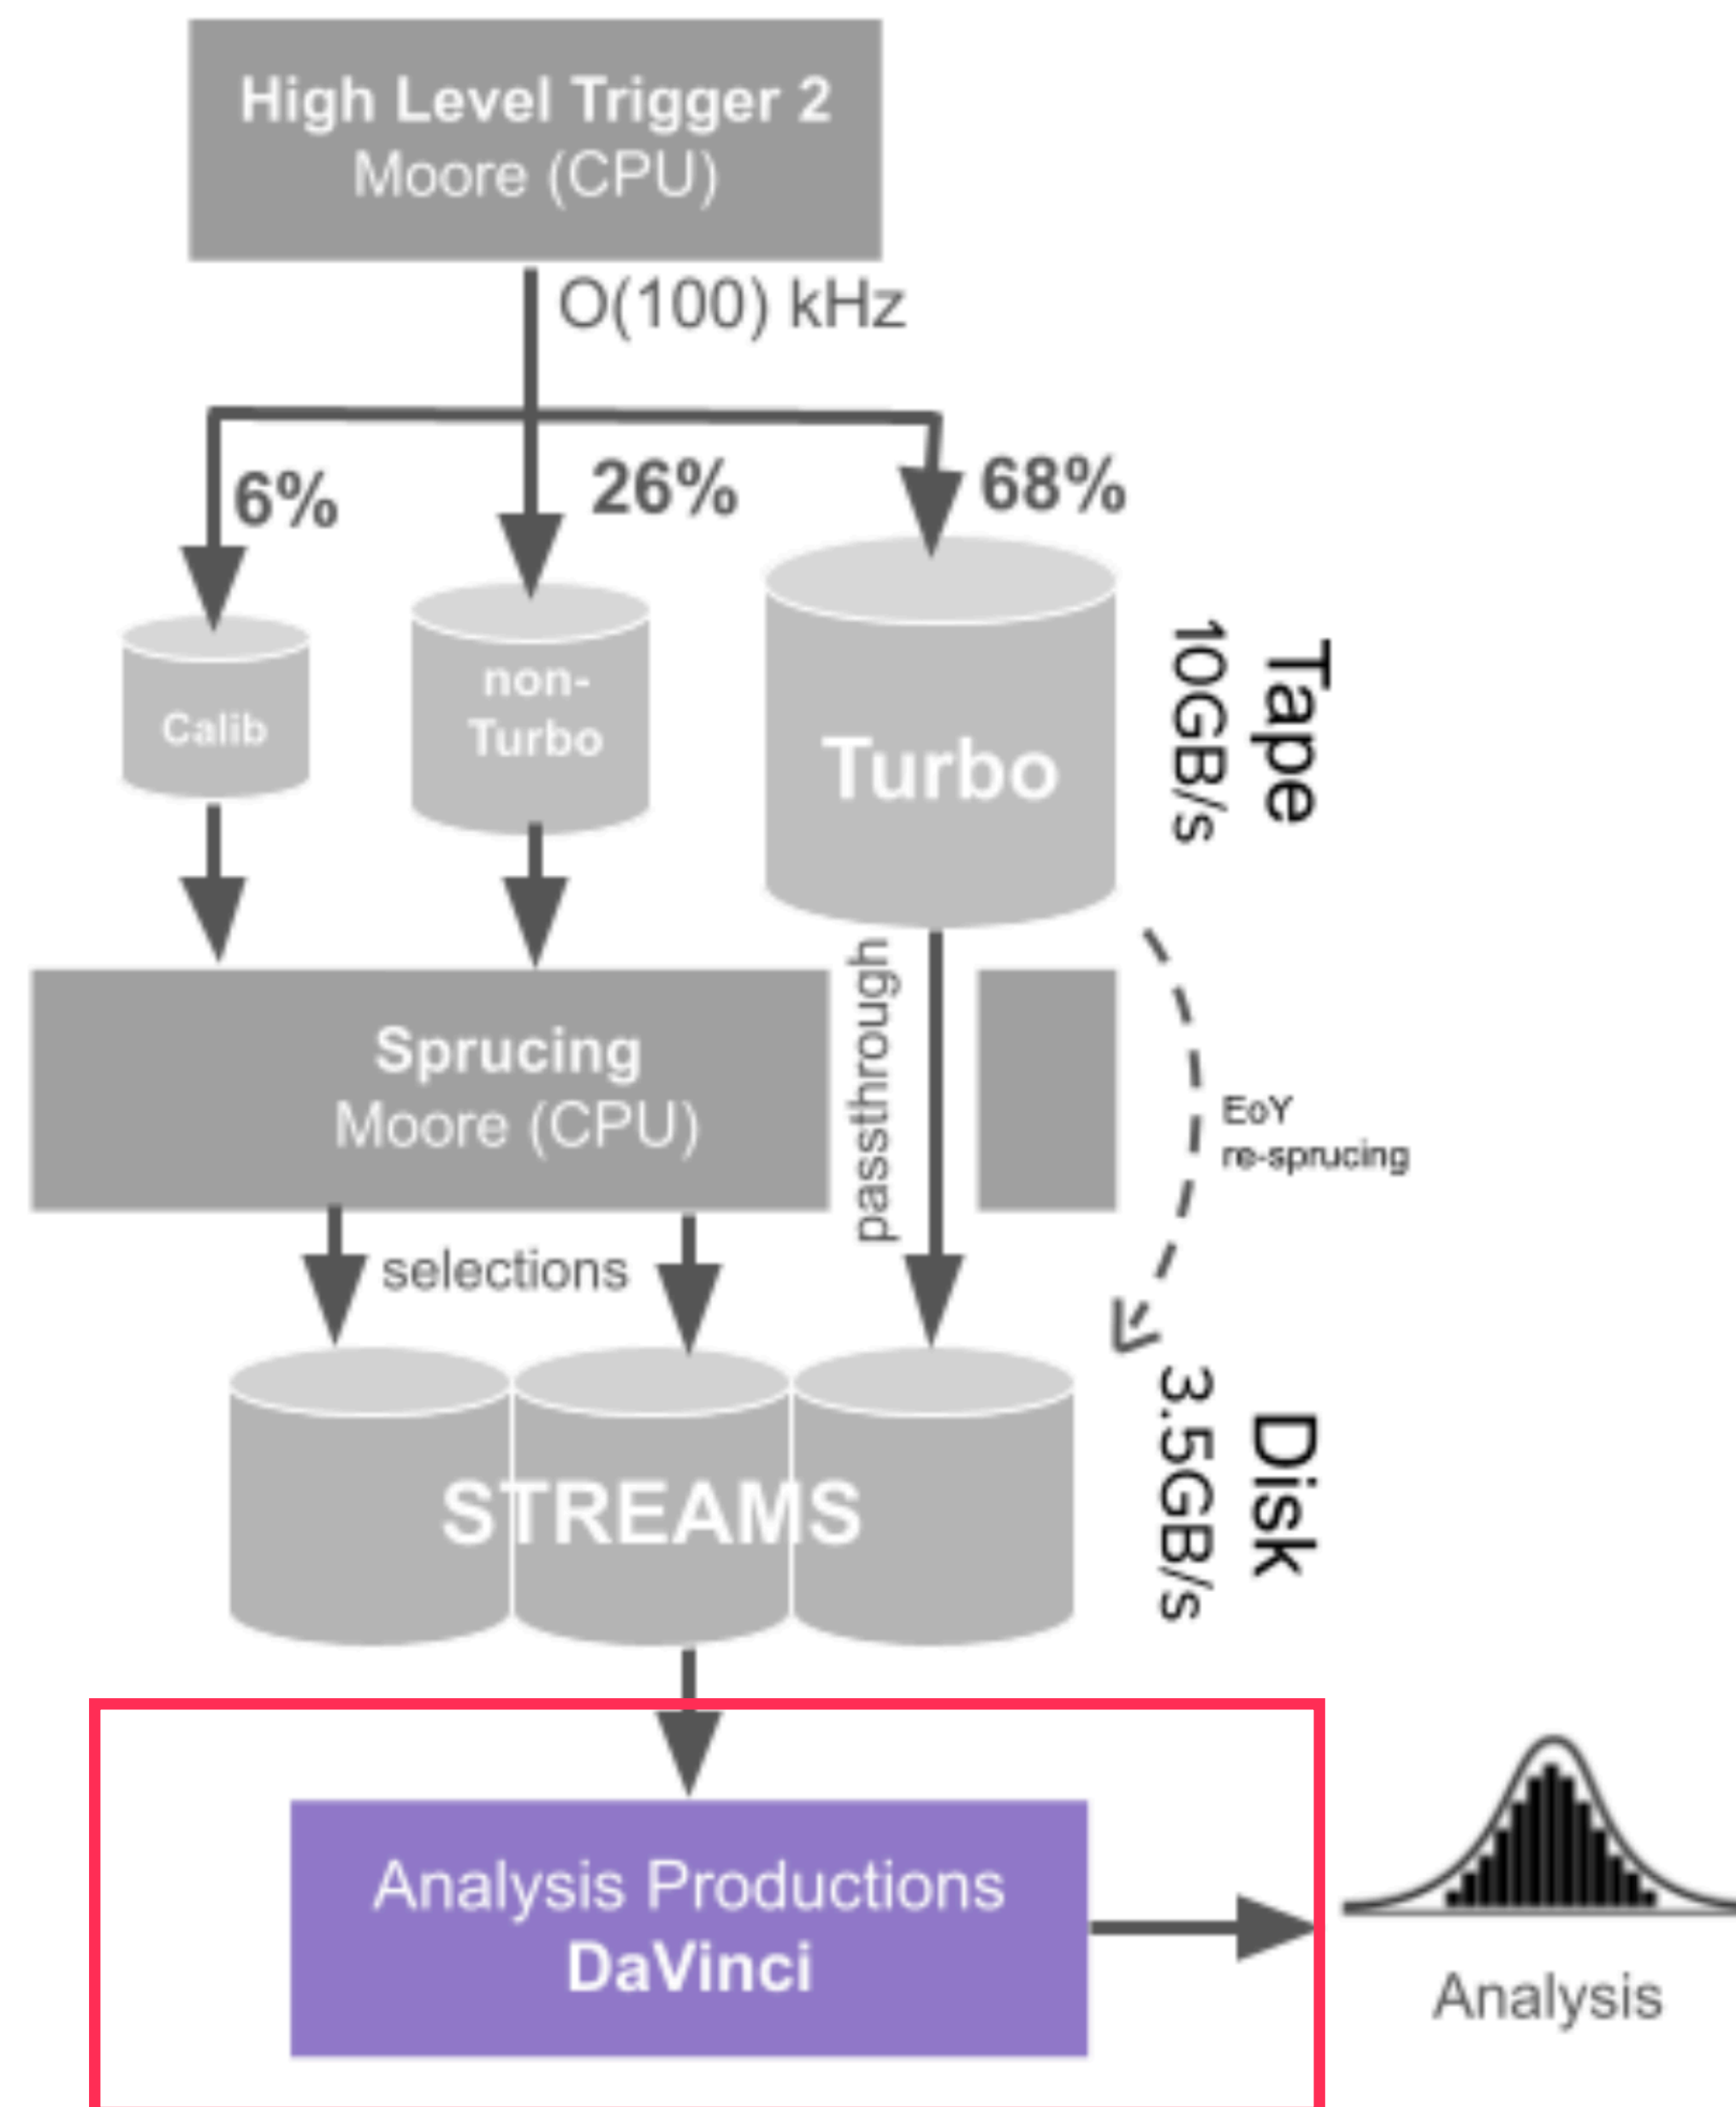 High Level Trigger 2
Moore (CPU)
O(100) kHz
6%
26%
68%
Calib
non-
Turbo
Turbo
Tape
10GB/s
Sprucing
Moore (CPU)
passthrough
EoY
re-sprucing
selections
STREAMS
Disk
3.5GB/s
Analysis Productions
DaVinci
Analysis